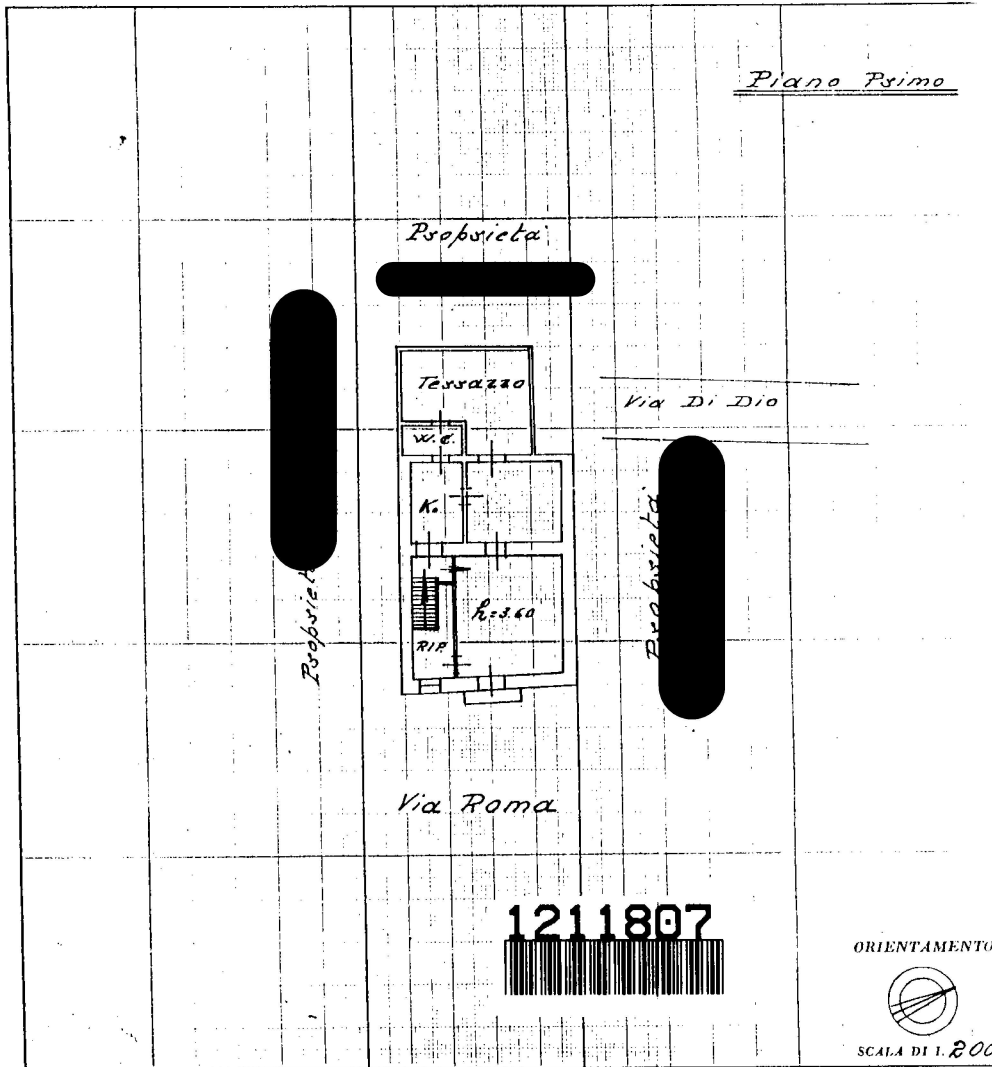 Piano Primo
Proprietà
Terrazzo
Via Di Dio
W.C.
K.
Proprietà
Proprietà
h=3.60
RIP.
Via Roma
1211807
ORIENTAMENTO
SCALA DI 1.200